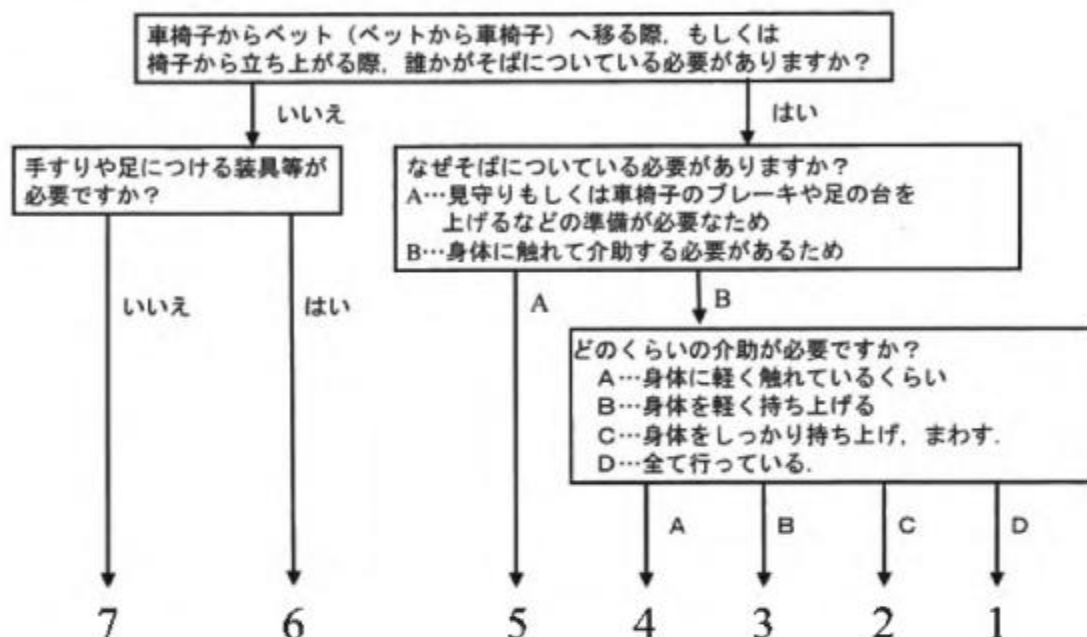 車椅子からベット（ベットから車椅子）へ移る際，もしくは
椅子から立ち上がる際，誰かがそばについている必要がありますか？
いいえ
はい
手すりや足につける装具等が
必要ですか？
なぜそばについている必要がありますか？
A…見守りもしくは車椅子のブレーキや足の台を
上げるなどの準備が必要なため
B…身体に触れて介助する必要があるため
いいえ
はい
A
B
どのくらいの介助が必要ですか？
A…身体に軽く触れているくらい
B…身体を軽く持ち上げる
C…身体をしっかり持ち上げ，まわす．
D…全て行っている．
A
B
C
D
7
6
5
4
3
2
1